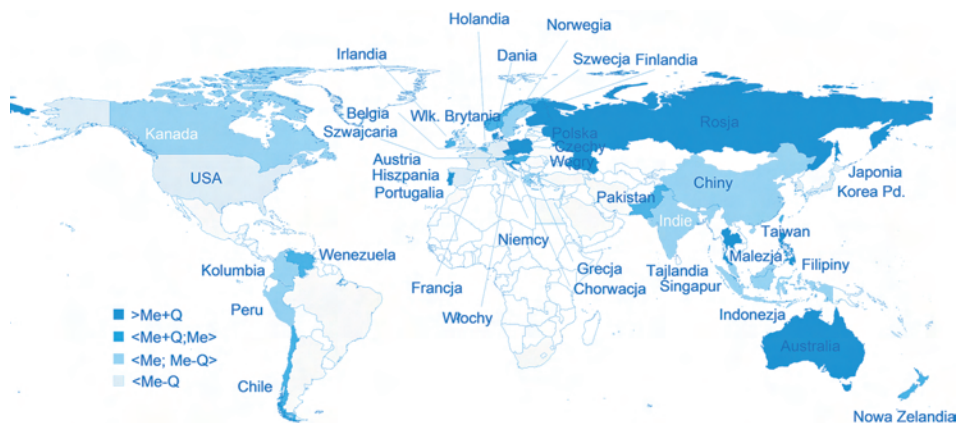 Holandia
Norwegia
Irlandia
Dania
Szwecja
Finlandia
Belgia
Wlk. Brytania
Szwajcaria
Kanada
Polska
Czechy
Węgry
Rosja
Austria
Hiszpania
Portugalia
USA
Chiny
Japonia
Korea Pd.
Pakistan
Indie
Taiwan
Niemcy
Malezja
Filipiny
Wenezuela
Kolumbia
Grecja
Tajlandia
Singapur
Francja
Chorwacja
Peru
Włochy
Indonezja
>Me+Q
<Me+Q;Me>
<Me; Me-Q>
<Me-Q
Australia
Chile
Nowa Zelandia